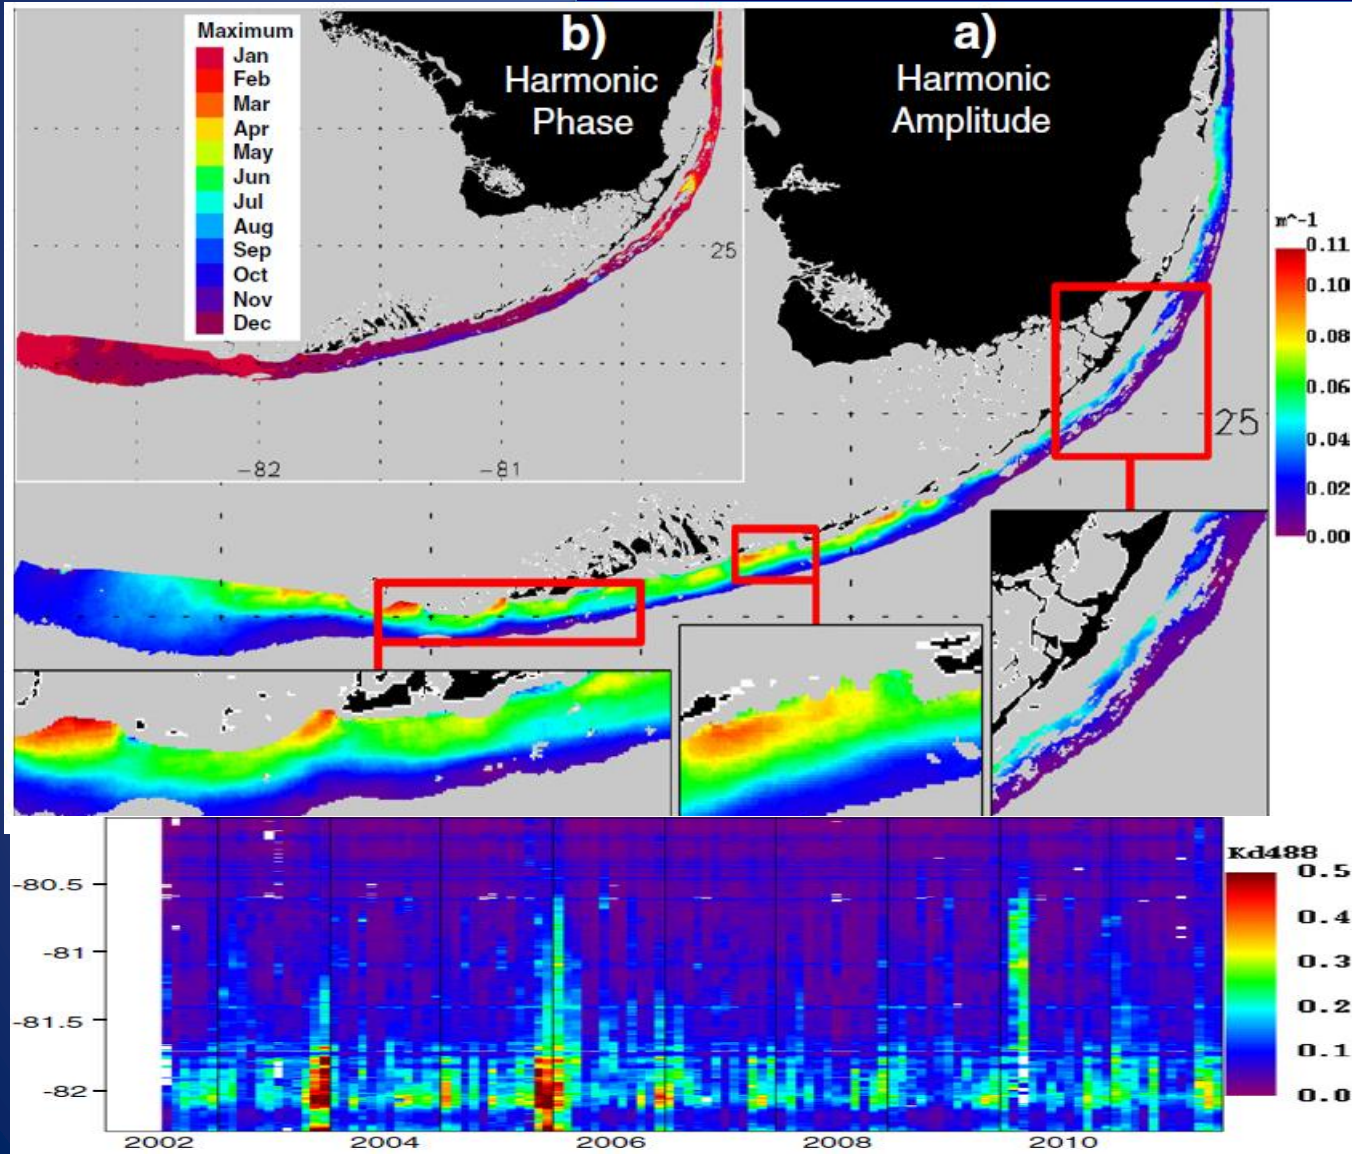 b)
Harmonic
Phase
Maximum
Jan
Feb
Mar
Apr
May
Jun
Jul
Aug
Sep
Oct
Nov
Dec
25
-82
-81
a)
Harmonic
Amplitude
25
m^-1
0.11
0.10
0.08
0.06
0.04
0.02
0.00
-80.5
-81
-81.5
-82
2002
2004
2006
2008
2010
Kd488
0.5
0.4
0.3
0.2
0.1
0.0